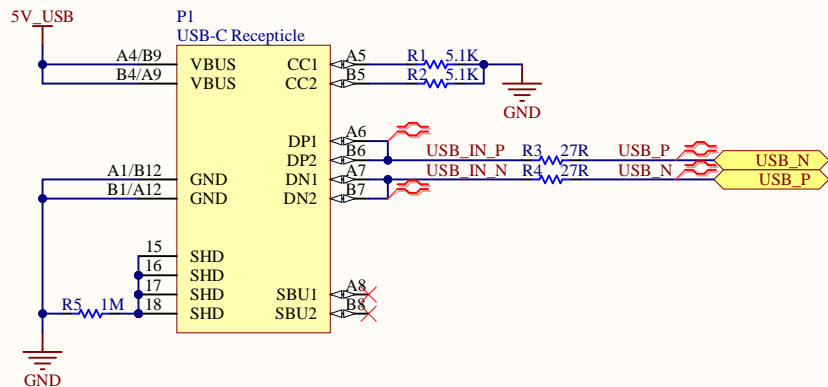 5V_USB
P1
USB-C Recepticle
A4/B9 VBUS CC1 A5 R1 5.1K
B4/A9 VBUS CC2 B5 R2 5.1K
GND
DP1 A6
DP2 B6 USB_IN_P R3 27R USB_P USB_N
A1/B12 GND DN1 A7 USB_IN_N R4 27R USB_N USB_P
B1/A12 GND DN2 B7
15 SHD
16 SHD
17 SHD SBU1 A8
R5 1M 18 SHD SBU2 B8
GND